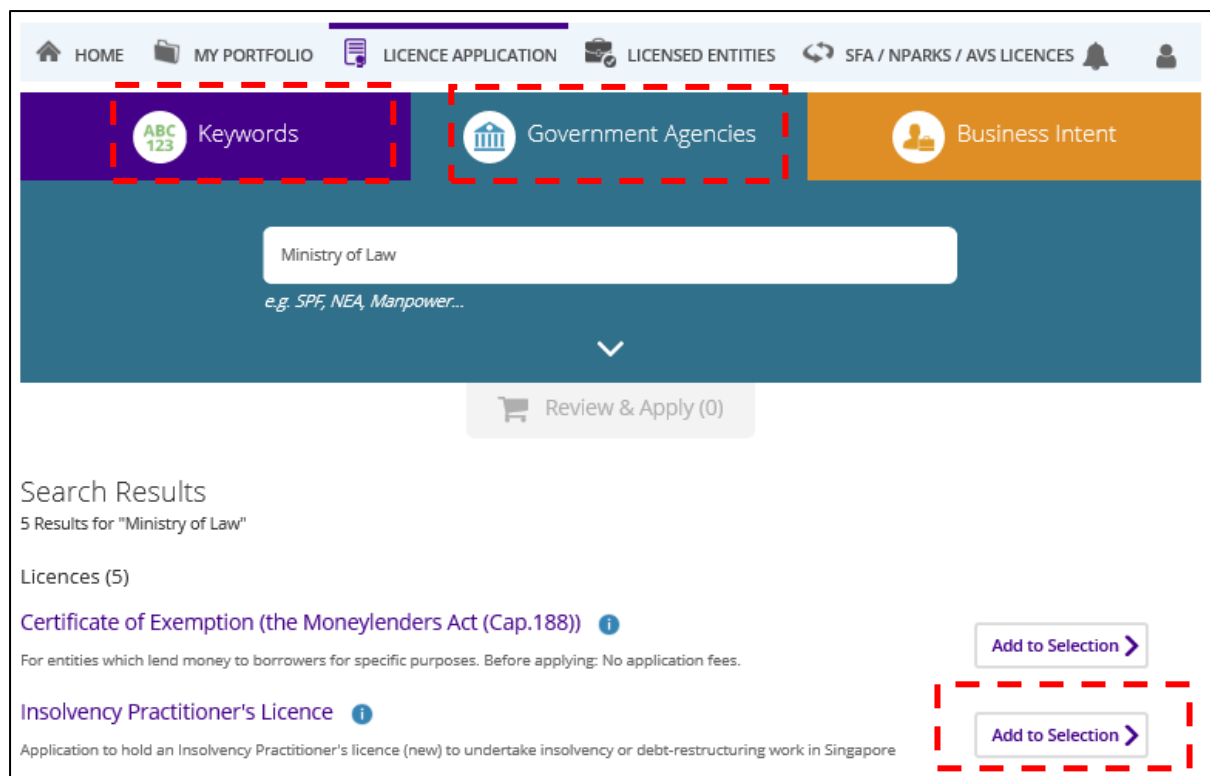 HOME MY PORTFOLIO LICENCE APPLICATION LICENSED ENTITIES SFA / NPARKS / AVS LICENCES
ABC 123 Keywords Government Agencies Business Intent
Ministry of Law
e.g. SPF, NEA, Manpower...
Review & Apply (0)
Search Results
5 Results for "Ministry of Law"
Licences (5)
Certificate of Exemption (the Moneylenders Act (Cap.188)) i
Add to Selection
For entities which lend money to borrowers for specific purposes. Before applying: No application fees.
Insolvency Practitioner's Licence i
Add to Selection
Application to hold an Insolvency Practitioner's licence (new) to undertake insolvency or debt-restructuring work in Singapore